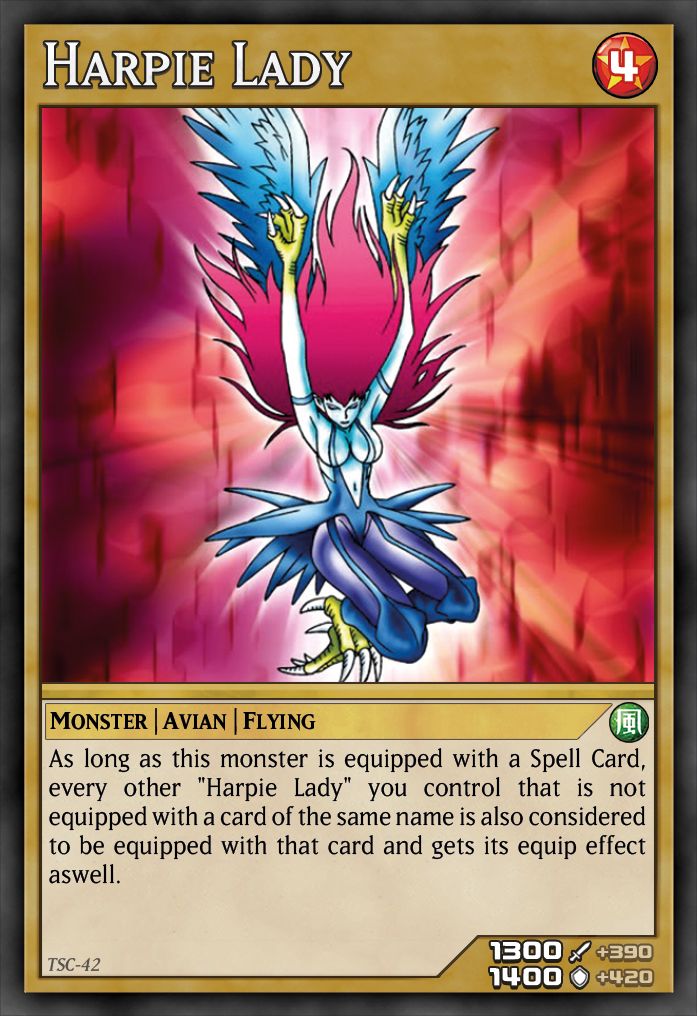 Harpie Lady
4
Monster | Avian | Flying
風
As long as this monster is equipped with a Spell Card,
every other "Harpie Lady" you control that is not
equipped with a card of the same name is also considered
to be equipped with that card and gets its equip effect
aswell.
1300 +390
TSC-42
1400 +420